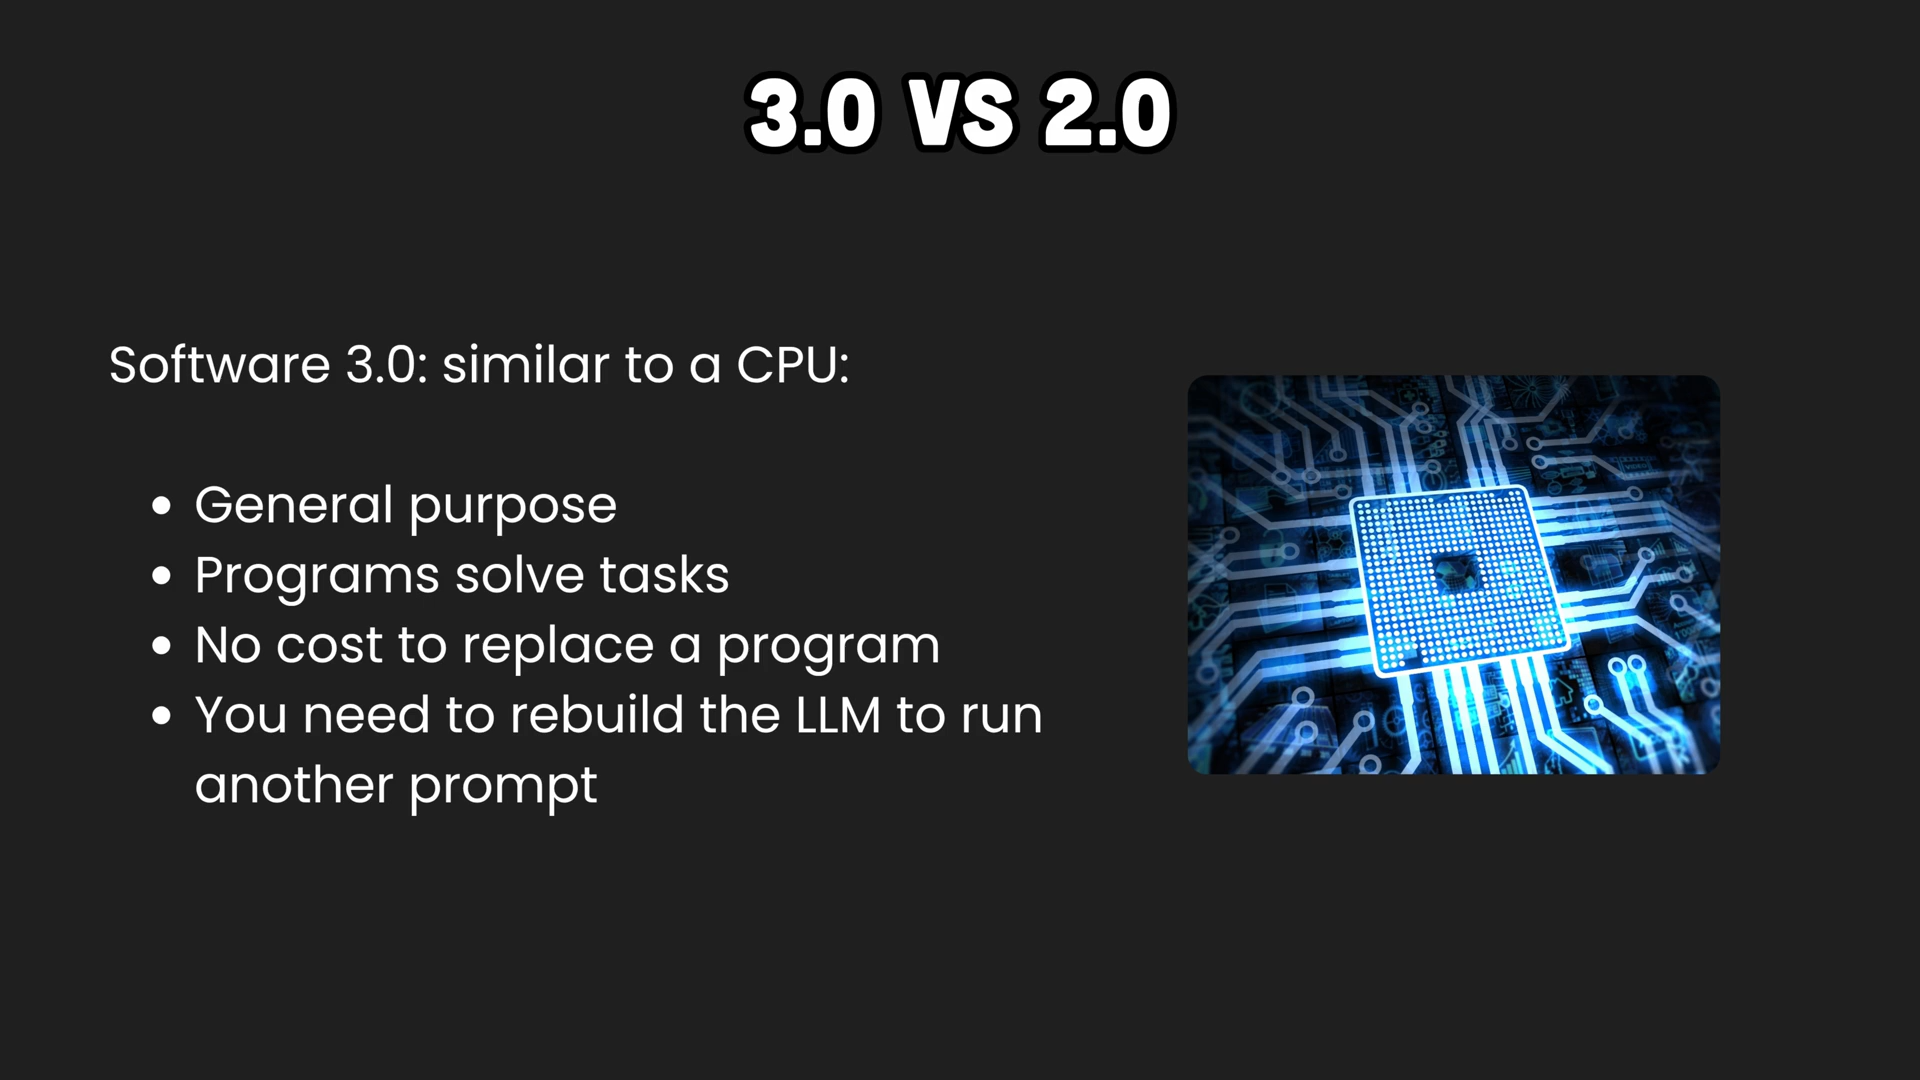 3.0 VS 2.0
Software 3.0: similar to a CPU:
• General purpose
• Programs solve tasks
• No cost to replace a program
• You need to rebuild the LLM to run
another prompt